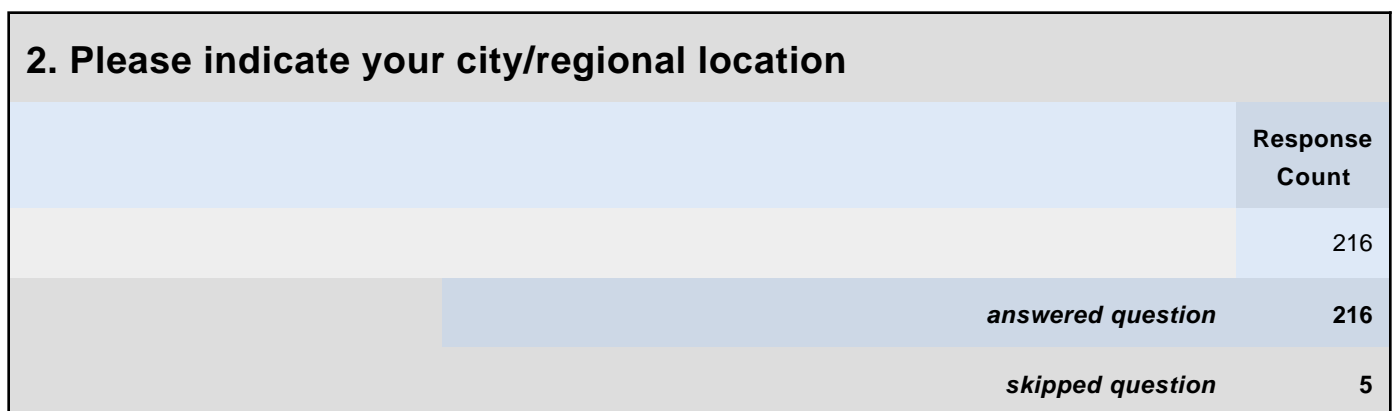 2. Please indicate your city/regional location
Response
Count
216
answered question 216
skipped question 5